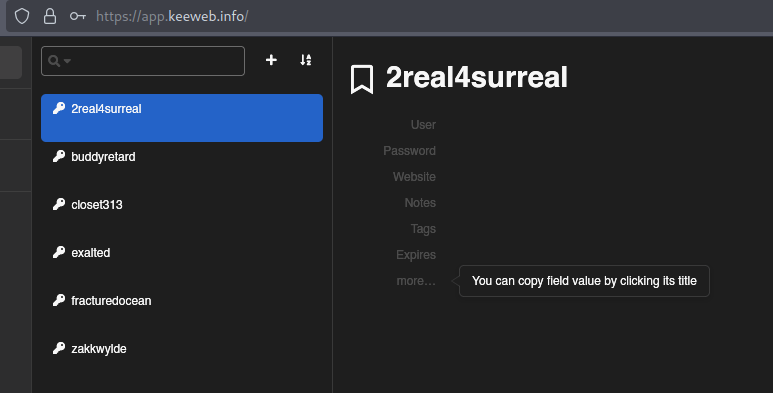 https://app.keeweb.info/
2real4surreal
buddyretard
closet313
exalted
fracturedocean
zakkwylde
2real4surreal
User
Password
Website
Notes
Tags
Expires
more...
You can copy field value by clicking its title